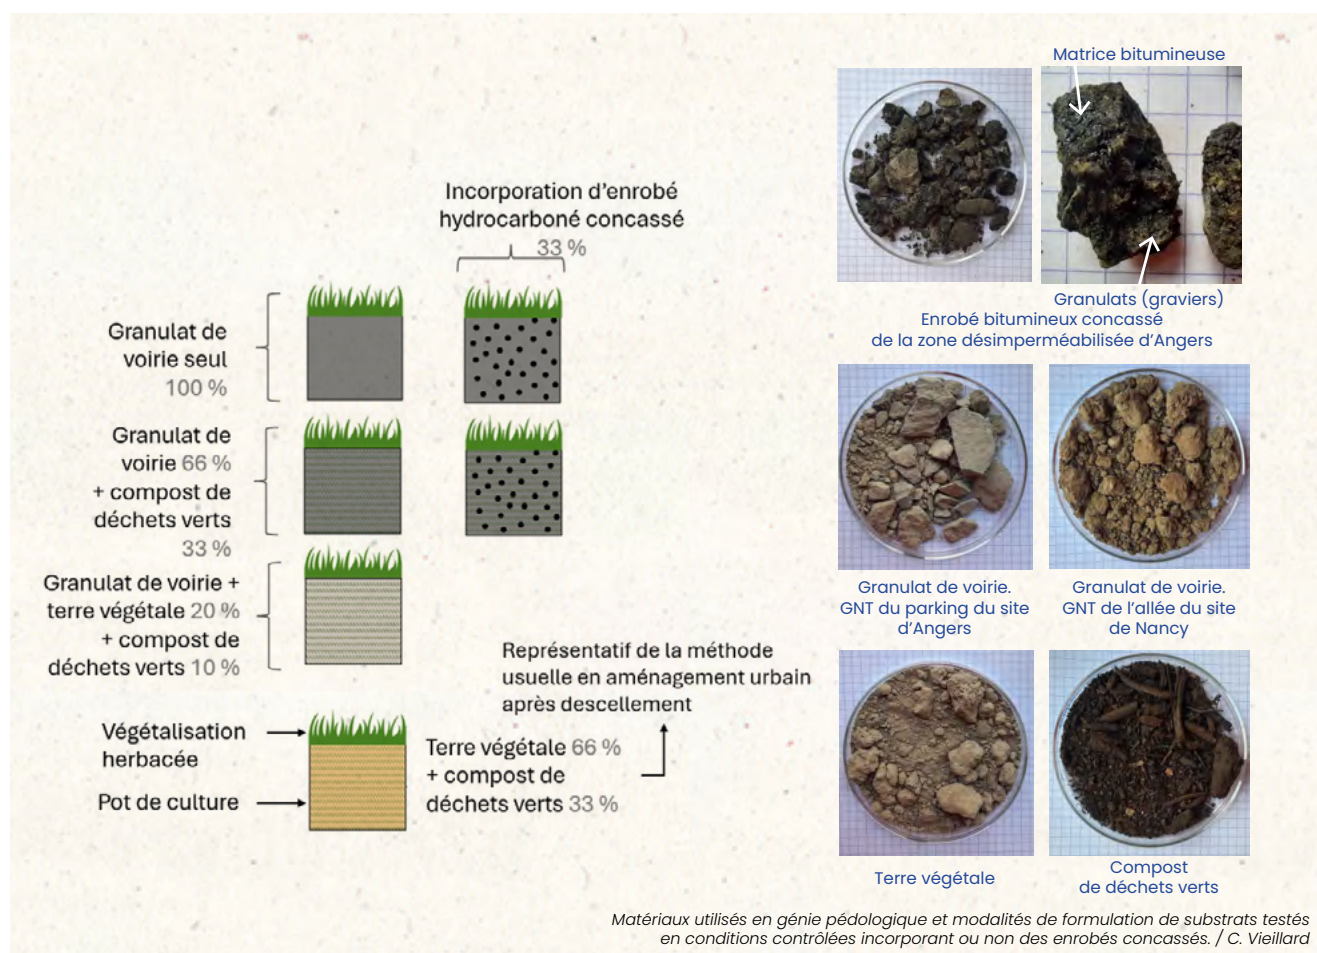 Incorporation d’enrobé
hydrocarboné concassé
33 %
Granulat de
voirie seul
100 %
Granulat de
voirie 66 %
+ compost de
déchets verts
33 %
Granulat de voirie +
terre végétale 20 %
+ compost de
déchets verts 10 %
Végétalisation
herbacée
Pot de culture
Représentatif de la méthode
usuelle en aménagement urbain
après descellement
Terre végétale 66 %
+ compost de
déchets verts 33 %
Matrice bitumineuse
Granulats (graviers)
Enrobé bitumineux concassé
de la zone désimperméabilisée d’Angers
Granulat de voirie.
GNT du parking du site
d’Angers
Granulat de voirie.
GNT de l’allée du site
de Nancy
Terre végétale
Compost
de déchets verts
Matériaux utilisés en génie pédologique et modalités de formulation de substrats testés
en conditions contrôlées incorporant ou non des enrobés concassés. / C. Vieillard